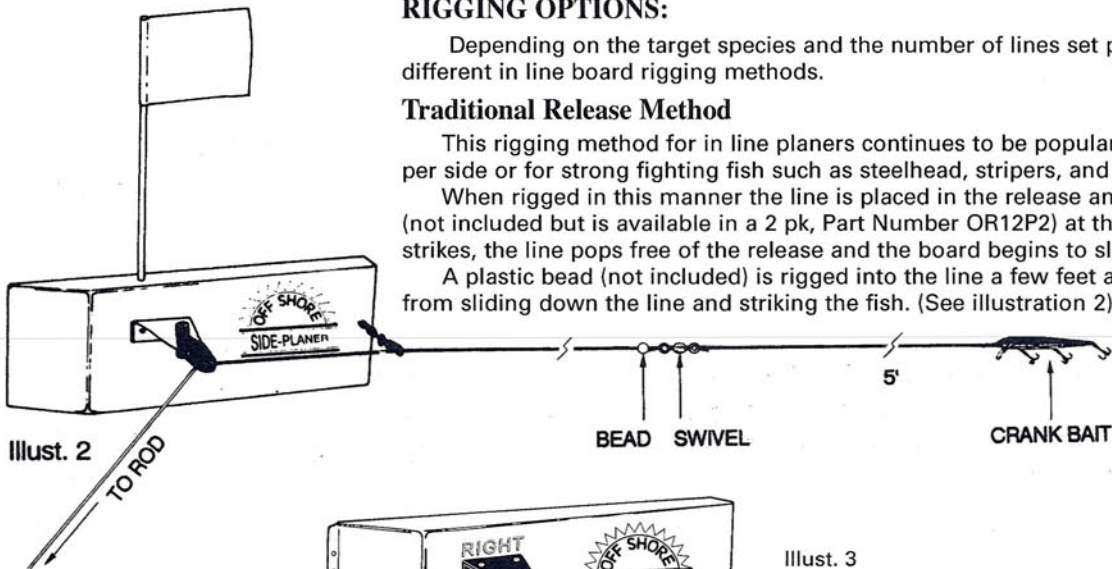 RIGGING OPTIONS:
Depending on the target species and the number of lines set p
different in line board rigging methods.
Traditional Release Method
This rigging method for in line planers continues to be popular
per side or for strong fighting fish such as steelhead, stripers, and
When rigged in this manner the line is placed in the release an
(not included but is available in a 2 pk, Part Number OR12P2) at th
strikes, the line pops free of the release and the board begins to sl
A plastic bead (not included) is rigged into the line a few feet a
from sliding down the line and striking the fish. (See illustration 2)
OFF SHORE
SIDE-PLANER
5'
BEAD SWIVEL CRANK BAIT
Illust. 2
TO ROD
RIGHT
OFF SHORE
Illust. 3